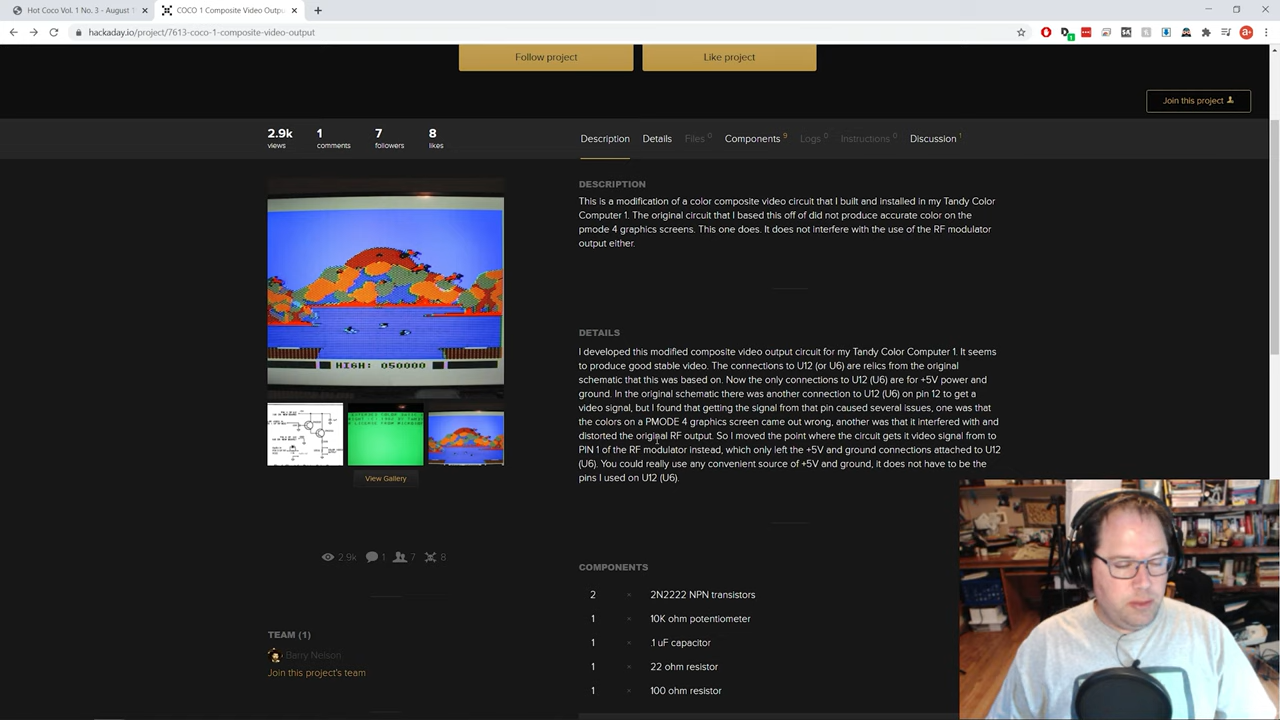 Hot Coco Vol. 1 No. 3 - August 1
COCO 1 Composite Video Outpu
hackaday.io/project/7613-coco-1-composite-video-output
Follow project
Like project
Join this project
2.9k
views
1
comments
7
followers
8
likes
Description
Details
Files 0
Components 9
Logs 0
Instructions 0
Discussion 1
DESCRIPTION
This is a modification of a color composite video circuit that I built and installed in my Tandy Color
Computer 1. The original circuit that I based this off of did not produce accurate color on the
pmode 4 graphics screens. This one does. It does not interfere with the use of the RF modulator
output either.
HIGH: 050000
DETAILS
I developed this modified composite video output circuit for my Tandy Color Computer 1. It seems
to produce good stable video. The connections to U12 (or U6) are relics from the original
schematic that this was based on. Now the only connections to U12 (U6) are for +5V power and
ground. In the original schematic there was another connection to U12 (U6) on pin 12 to get a
video signal, but I found that getting the signal from that pin caused several issues, one was that
the colors on a PMODE 4 graphics screen came out wrong, another was that it interfered with and
distorted the original RF output. So I moved the point where the circuit gets it video signal from to
PIN 1 of the RF modulator instead, which only left the +5V and ground connections attached to U12
(U6). You could really use any convenient source of +5V and ground, it does not have to be the
pins I used on U12 (U6).
View Gallery
2.9k
1
7
8
COMPONENTS
2 × 2N2222 NPN transistors
1 × 10K ohm potentiometer
1 × .1 uF capacitor
1 × 22 ohm resistor
1 × 100 ohm resistor
TEAM (1)
Barry Nelson
Join this project's team